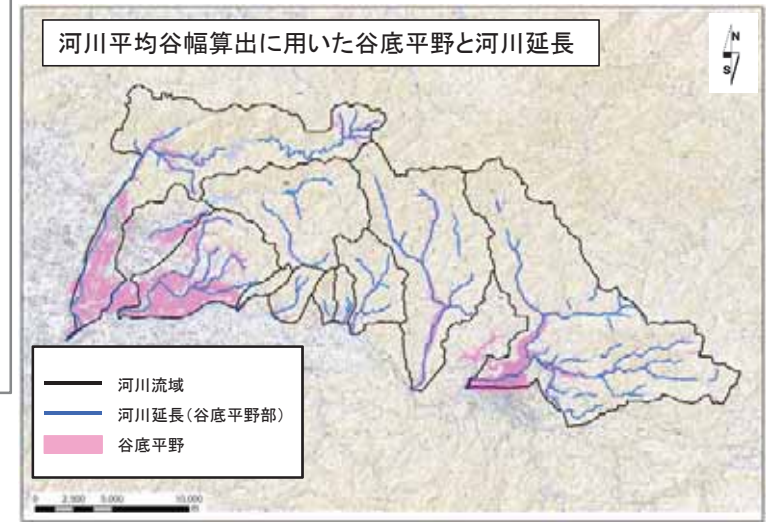 河川平均谷幅算出に用いた谷底平野と河川延長
N
S
河川流域
河川延長(谷底平野部)
谷底平野
0 2,500 5,000 10,000
m